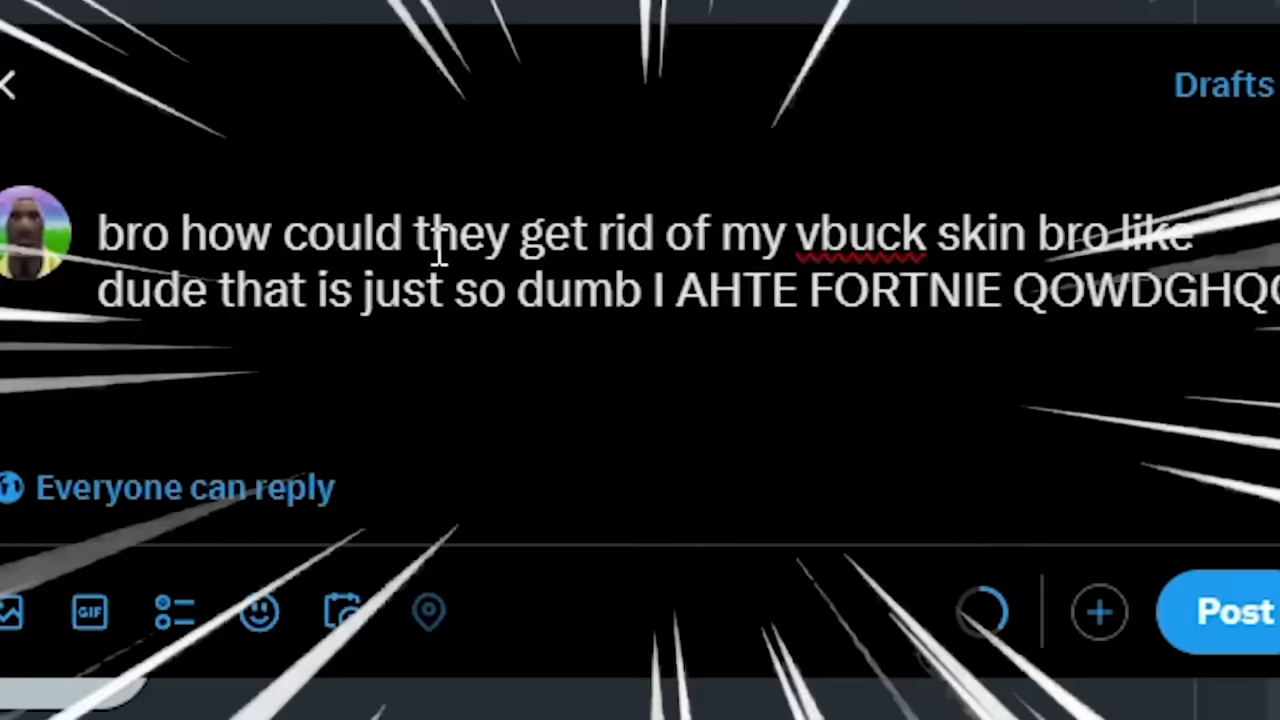 Drafts
bro how could they get rid of my vbuck skin bro like
dude that is just so dumb I AHTE FORTNIE QOWDGHQ
Everyone can reply
GIF
Post